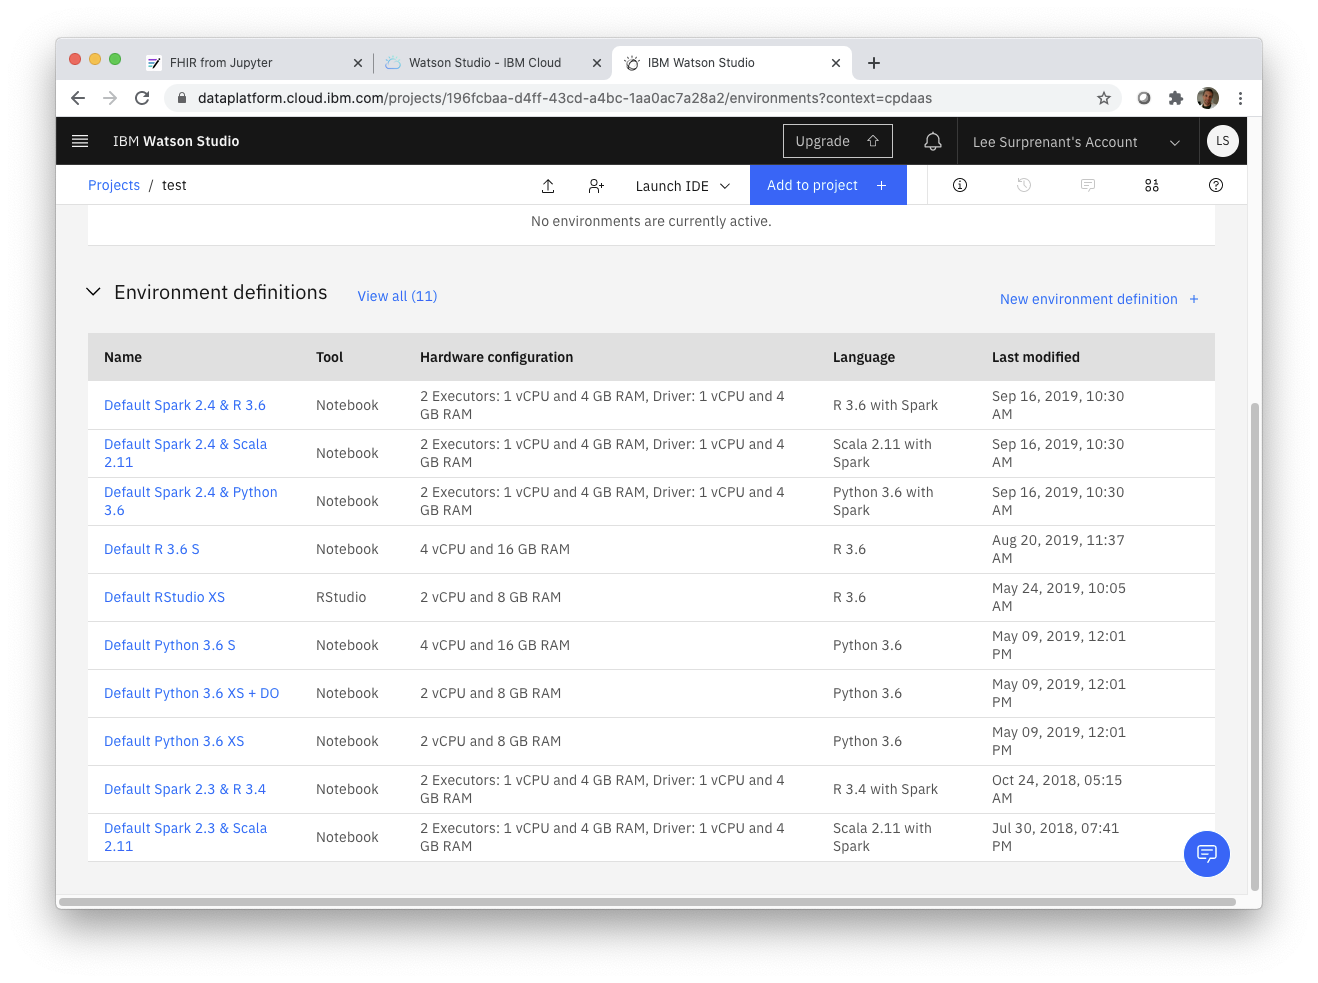 FHIR from Jupyter
Watson Studio - IBM Cloud
IBM Watson Studio
dataplatform.cloud.ibm.com/projects/196fcbaa-d4ff-43cd-a4bc-1aa0ac7a28a2/environments?context=cpdaas
IBM Watson Studio
Upgrade
Lee Surprenant's Account
LS
Projects / test
Launch IDE
Add to project +
No environments are currently active.
Environment definitions
View all (11)
New environment definition +
Name Tool Hardware configuration Language Last modified
Default Spark 2.4 & R 3.6
Notebook
2 Executors: 1 vCPU and 4 GB RAM, Driver: 1 vCPU and 4
GB RAM
R 3.6 with Spark
Sep 16, 2019, 10:30
AM
Default Spark 2.4 & Scala
2.11
Notebook
2 Executors: 1 vCPU and 4 GB RAM, Driver: 1 vCPU and 4
GB RAM
Scala 2.11 with
Spark
Sep 16, 2019, 10:30
AM
Default Spark 2.4 & Python
3.6
Notebook
2 Executors: 1 vCPU and 4 GB RAM, Driver: 1 vCPU and 4
GB RAM
Python 3.6 with
Spark
Sep 16, 2019, 10:30
AM
Default R 3.6 S
Notebook
4 vCPU and 16 GB RAM
R 3.6
Aug 20, 2019, 11:37
AM
Default RStudio XS
RStudio
2 vCPU and 8 GB RAM
R 3.6
May 24, 2019, 10:05
AM
Default Python 3.6 S
Notebook
4 vCPU and 16 GB RAM
Python 3.6
May 09, 2019, 12:01
PM
Default Python 3.6 XS + DO
Notebook
2 vCPU and 8 GB RAM
Python 3.6
May 09, 2019, 12:01
PM
Default Python 3.6 XS
Notebook
2 vCPU and 8 GB RAM
Python 3.6
May 09, 2019, 12:01
PM
Default Spark 2.3 & R 3.4
Notebook
2 Executors: 1 vCPU and 4 GB RAM, Driver: 1 vCPU and 4
GB RAM
R 3.4 with Spark
Oct 24, 2018, 05:15
AM
Default Spark 2.3 & Scala
2.11
Notebook
2 Executors: 1 vCPU and 4 GB RAM, Driver: 1 vCPU and 4
GB RAM
Scala 2.11 with
Spark
Jul 30, 2018, 07:41
PM